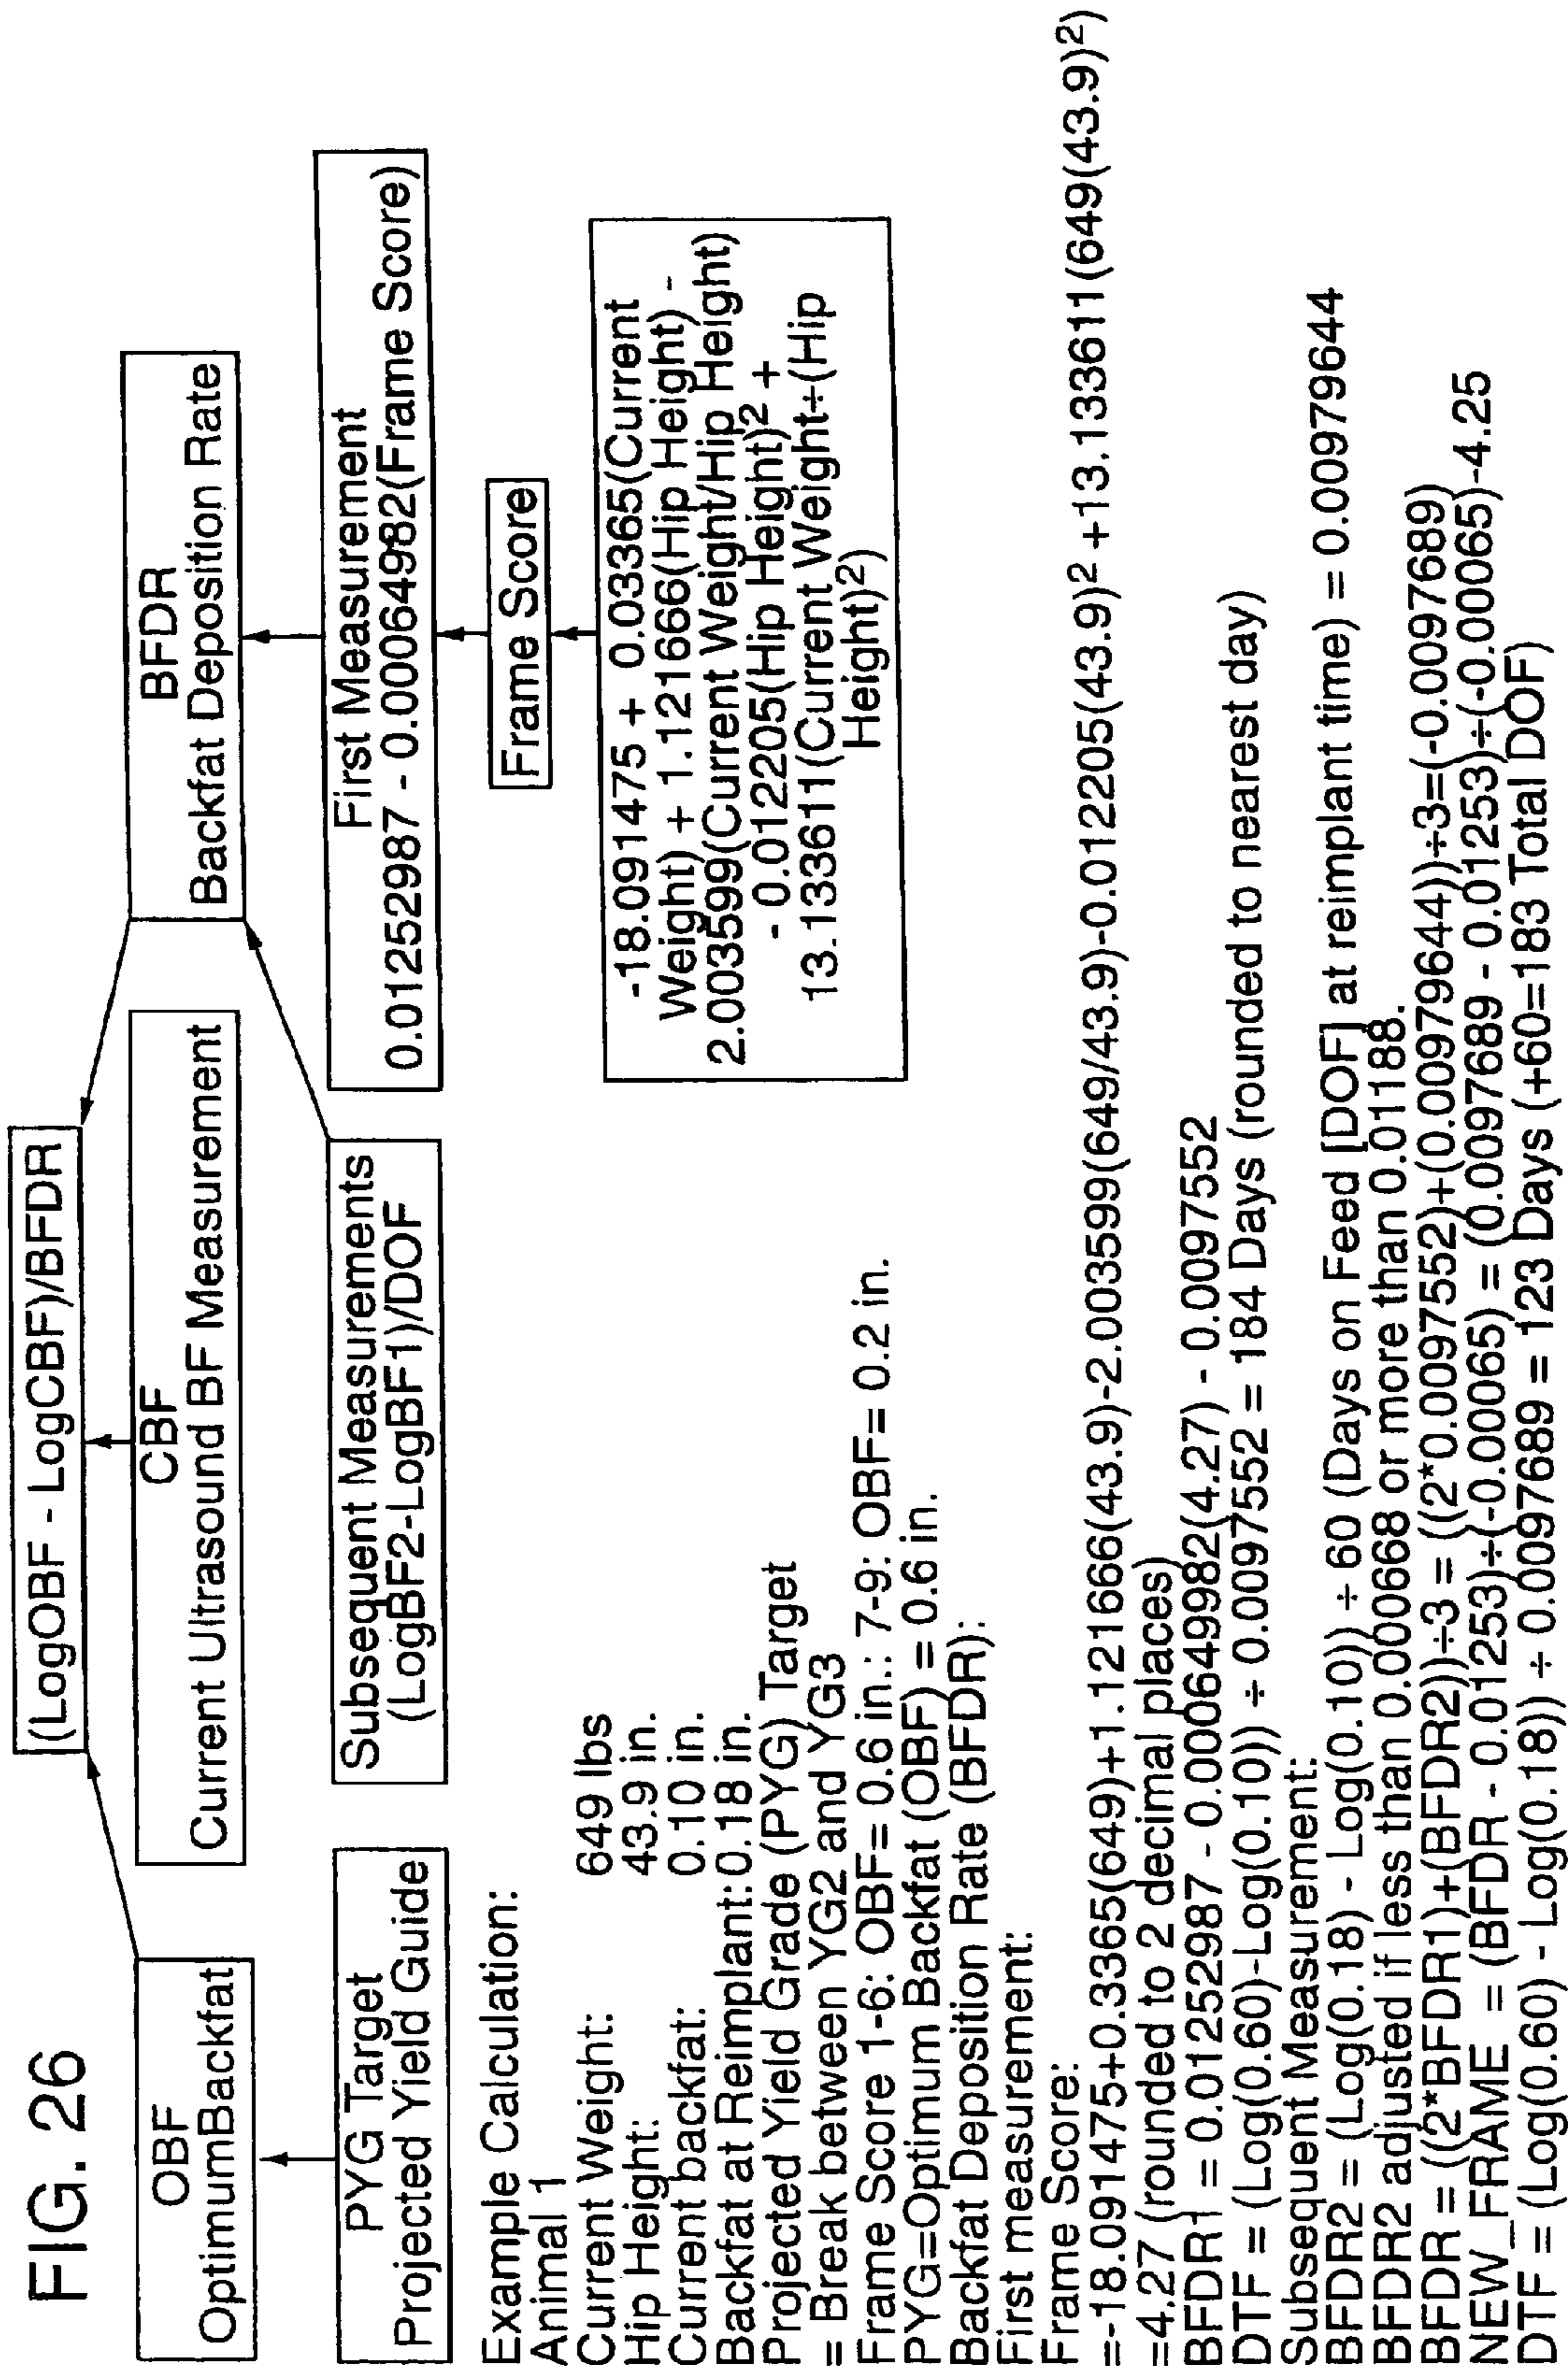 FIG. 26
(LogOBF - LogCBF)/BFDR
OBF
OptimumBackfat
CBF
Current Ultrasound BF Measurement
BFDR
Backfat Deposition Rate
PYG Target
Projected Yield Guide
Subsequent Measurements
(LogBF2-LogBF1)/DOF
First Measurement
0.01252987 - 0.00064982(Frame Score)
Frame Score
-18.091475 + 0.03365(Current
Weight) + 1.121666(Hip Height) -
2.003599(Current Weight/Hip Height)
- 0.012205(Hip Height)² +
13.133611(Current Weight÷(Hip
Height)²)
Example Calculation:
Animal 1
Current Weight: 649 lbs
Hip Height: 43.9 in.
Current backfat: 0.10 in.
Backfat at Reimplant: 0.18 in.
Projected Yield Grade (PYG) Target
= Break between YG2 and YG3
Frame Score 1-6: OBF= 0.6 in.: 7-9: OBF= 0.2 in.
PYG=Optimum Backfat (OBF) = 0.6 in.
Backfat Deposition Rate (BFDR):
First measurement:
Frame Score:
=-18.091475+0.3365(649)+1.121666(43.9)-2.003599(649/43.9)-0.012205(43.9)² +13.133611(649(43.9)²)
=4.27 (rounded to 2 decimal places)
BFDR1 = 0.01252987 - 0.00064982(4.27) - 0.0097552
DTF = (Log(0.60)-Log(0.10)) ÷ 0.0097552 = 184 Days (rounded to nearest day)
Subsequent Measurement:
BFDR2 = (Log(0.18) - Log(0.10)) ÷ 60 (Days on Feed [DOF] at reimplant time) = 0.00979644
BFDR2 adjusted if less than 0.000668 or more than 0.01188.
BFDR = ((2*BFDR1)+(BFDR2))÷3 = ((2*0.0097552)+(0.00979644))÷3=(-0.0097689)
NEW_FRAME = (BFDR - 0.01253)÷(-0.00065) = (0.0097689 - 0.01253)÷(-0.00065)-4.25
DTF = (Log(0.60) - Log(0.18)) ÷ 0.0097689 = 123 Days (+60=183 Total DOF)